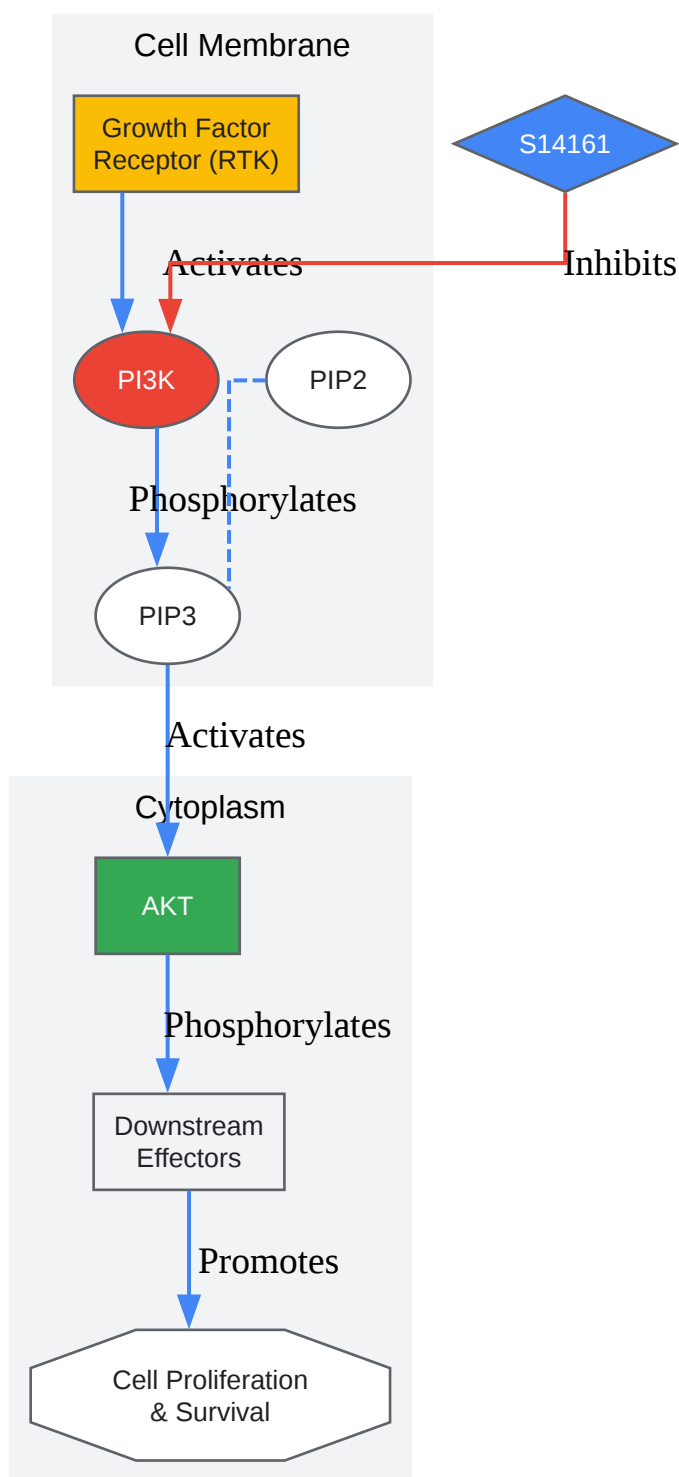 Cell Membrane
Growth Factor
Receptor (RTK)
S14161
Activates
Inhibits
PI3K
PIP2
Phosphorylates
PIP3
Activates
Cytoplasm
AKT
Phosphorylates
Downstream
Effectors
Promotes
Cell Proliferation
& Survival